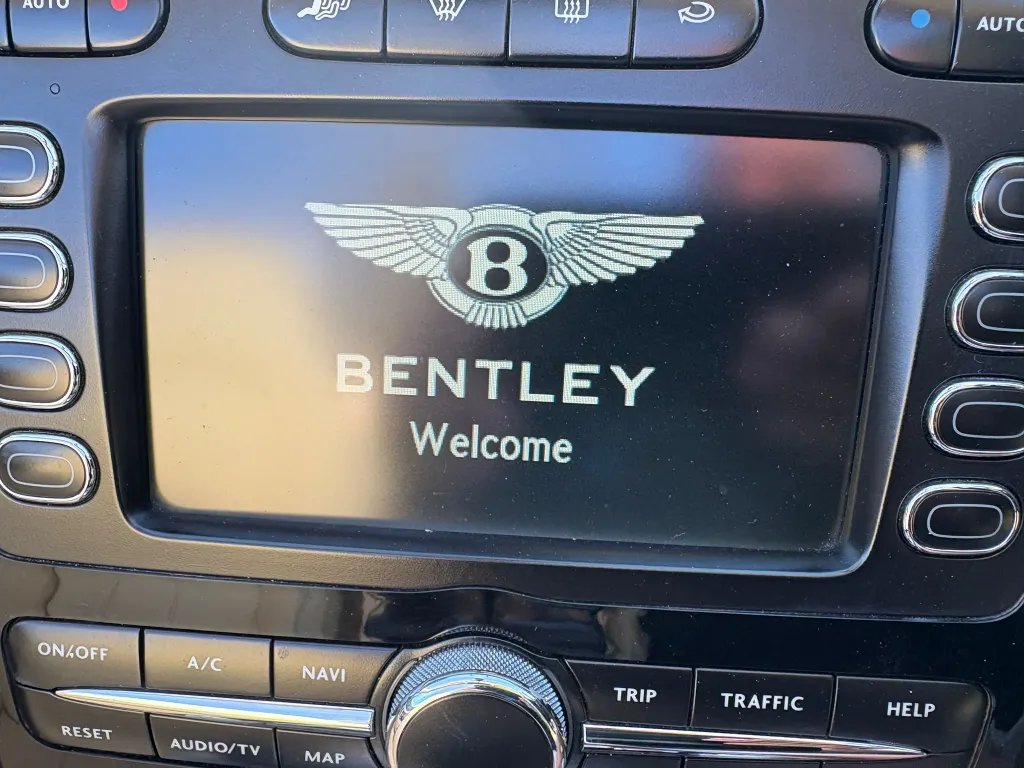 AUTO
AUTO
B
BENTLEY
Welcome
ON/OFF
A/C
NAVI
TRIP
TRAFFIC
HELP
RESET
AUDIO/TV
MAP